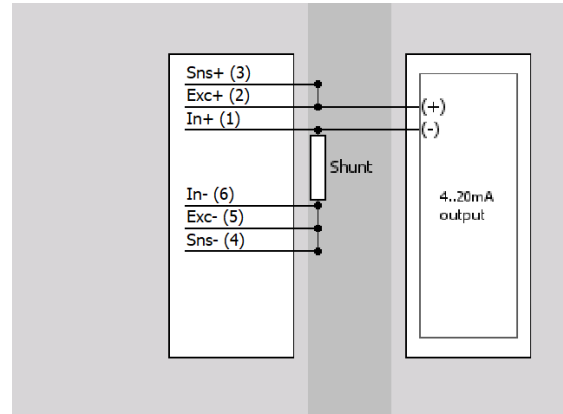 Sns+ (3)
Exc+ (2)
In+ (1)
In- (6)
Exc- (5)
Sns- (4)
Shunt
(+)
(-)
4..20mA
output